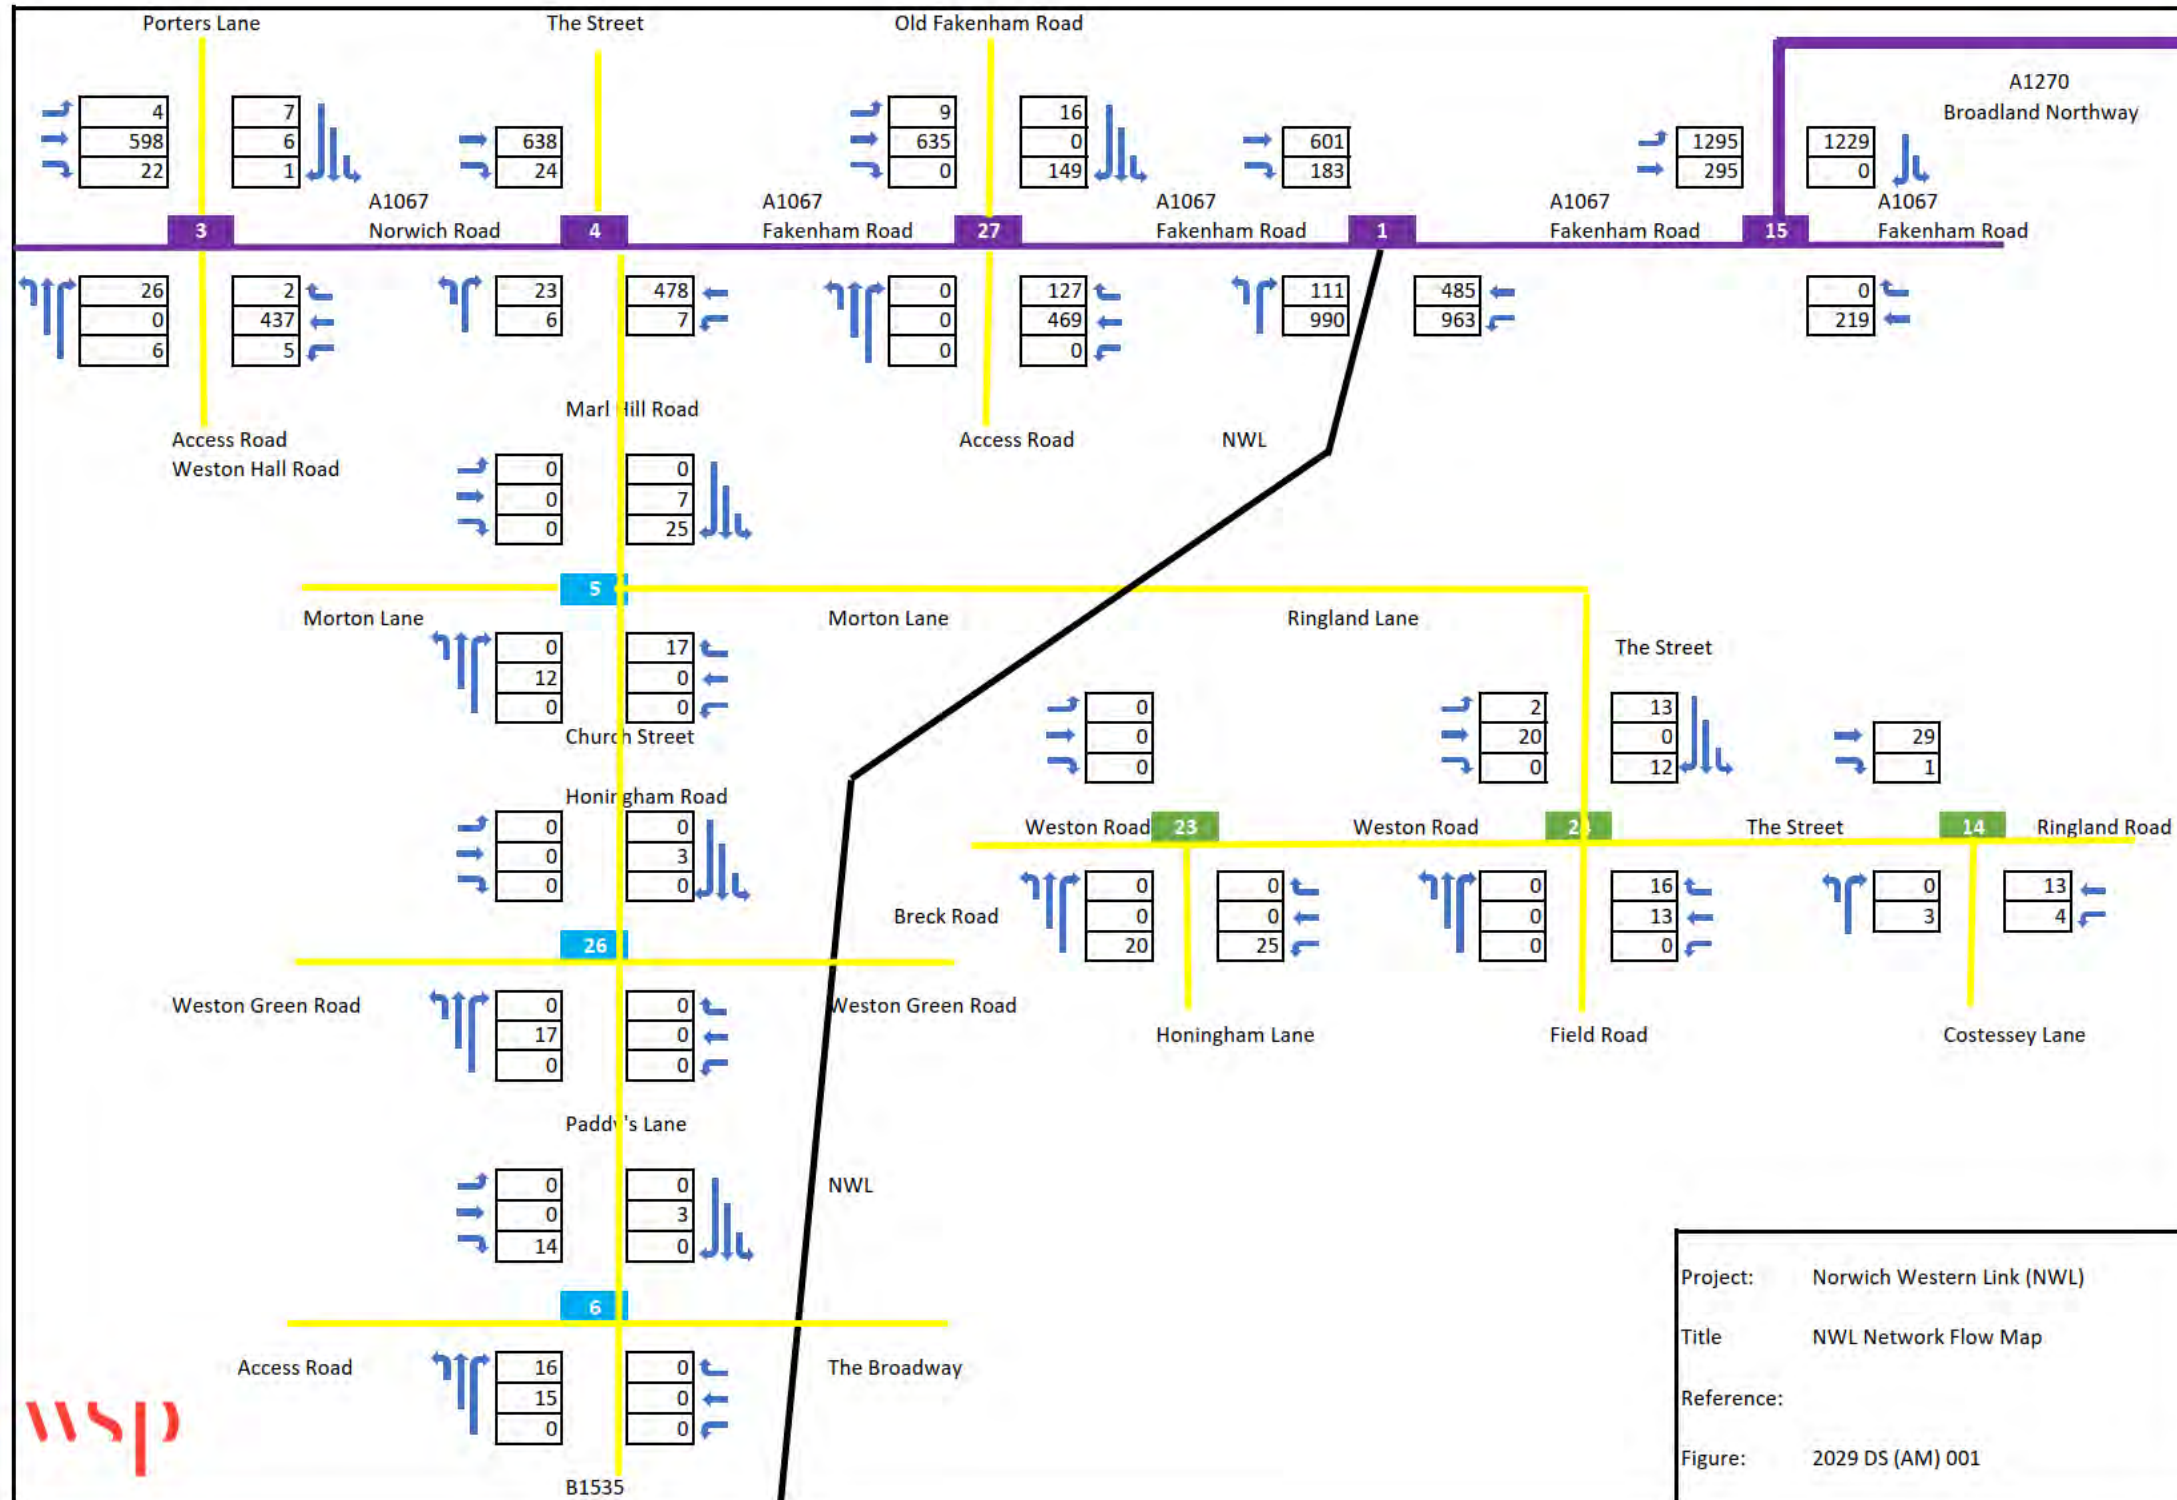 Porters Lane
The Street
Old Fakenham Road
A1270
Broadland Northway
4 7
598 6
22 1
638
24
9 16
635 0
0 149
601
183
1295 1229
295 0
A1067
Norwich Road
A1067
Fakenham Road
A1067
Fakenham Road
A1067
Fakenham Road
A1067
Fakenham Road
3 4 27 1 15
26 2
0 437
6 5
23 478
6 7
0 127
0 469
0 0
111 485
990 963
0
219
Marl Hill Road
Access Road
Weston Hall Road
Access Road
NWL
0 0
0 7
0 25
5
Morton Lane
Morton Lane
Ringland Lane
The Street
0 17
12 0
0 0
Church Street
0
0
0
2 13
20 0
0 12
29
1
Honingham Road
0 0
0 3
0 0
Weston Road 23 Weston Road 24 The Street 14 Ringland Road
Breck Road
0 0
0 0
20 25
0 16
0 13
0 0
0 13
3 4
26
Weston Green Road
Weston Green Road
0 0
17 0
0 0
Honingham Lane
Field Road
Costessey Lane
Paddy's Lane
0 0
0 3
14 0
NWL
6
Access Road
The Broadway
16 0
15 0
0 0
B1535
wsp
Project: Norwich Western Link (NWL)
Title NWL Network Flow Map
Reference:
Figure: 2029 DS (AM) 001